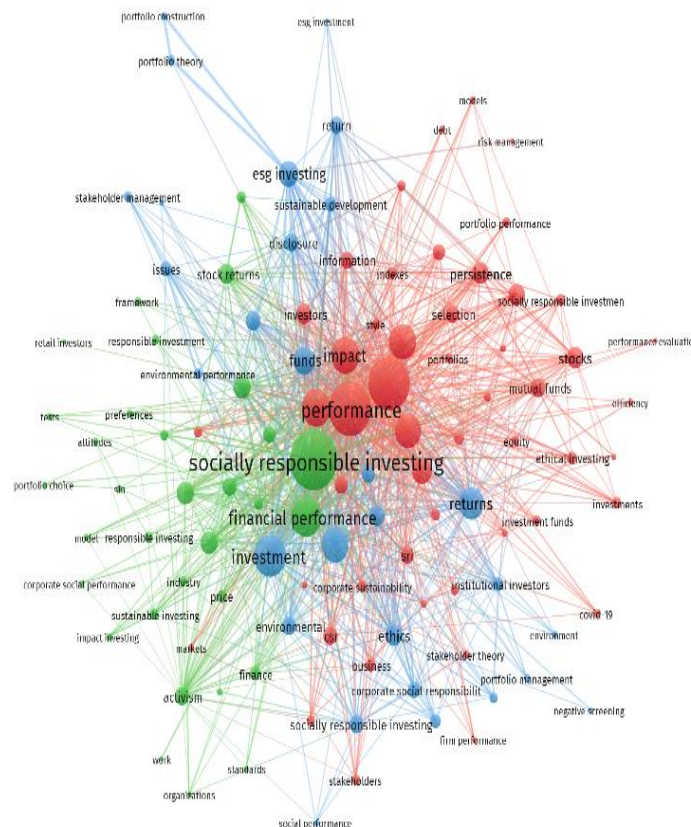 portfolio construction
esg investment
portfolio theory
models
return
debt
risk management
esg investing
stakeholder management
sustainable development
portfolio performance
disclosure
information
issues
stock returns
indexes
persistence
framework
investors
style
selection
socially responsible investmen
retail investors
responsible investment
funds
impact
portfolios
stocks
performance evaluatio
environmental performance
mutual funds
efficiency
tests
preferences
performance
attitudes
equity
ethical investing
socially responsible investing
portfolio choice
sin
returns
investments
financial performance
investment funds
model
responsible investing
investment
sri
corporate social performance
industry
corporate sustainability
institutional investors
price
sustainable investing
covid 19
impact investing
environmental
csr
ethics
environment
markets
stakeholder theory
finance
business
portfolio management
activism
corporate social responsibilit
negative screening
socially responsible investing
firm performance
work
standards
stakeholders
organizations
social performance